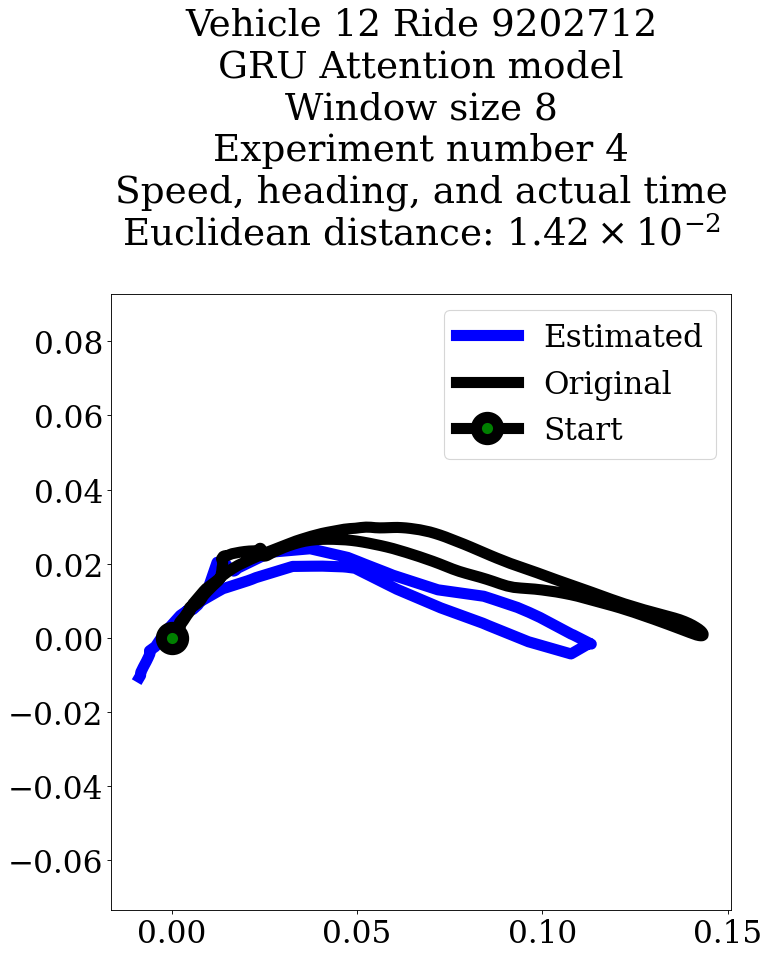 Vehicle 12 Ride 9202712
GRU Attention model
Window size 8
Experiment number 4
Speed, heading, and actual time
Euclidean distance: 1.42 × 10⁻²
Estimated
Original
Start
0.08
0.06
0.04
0.02
0.00
−0.02
−0.04
−0.06
0.00 0.05 0.10 0.15